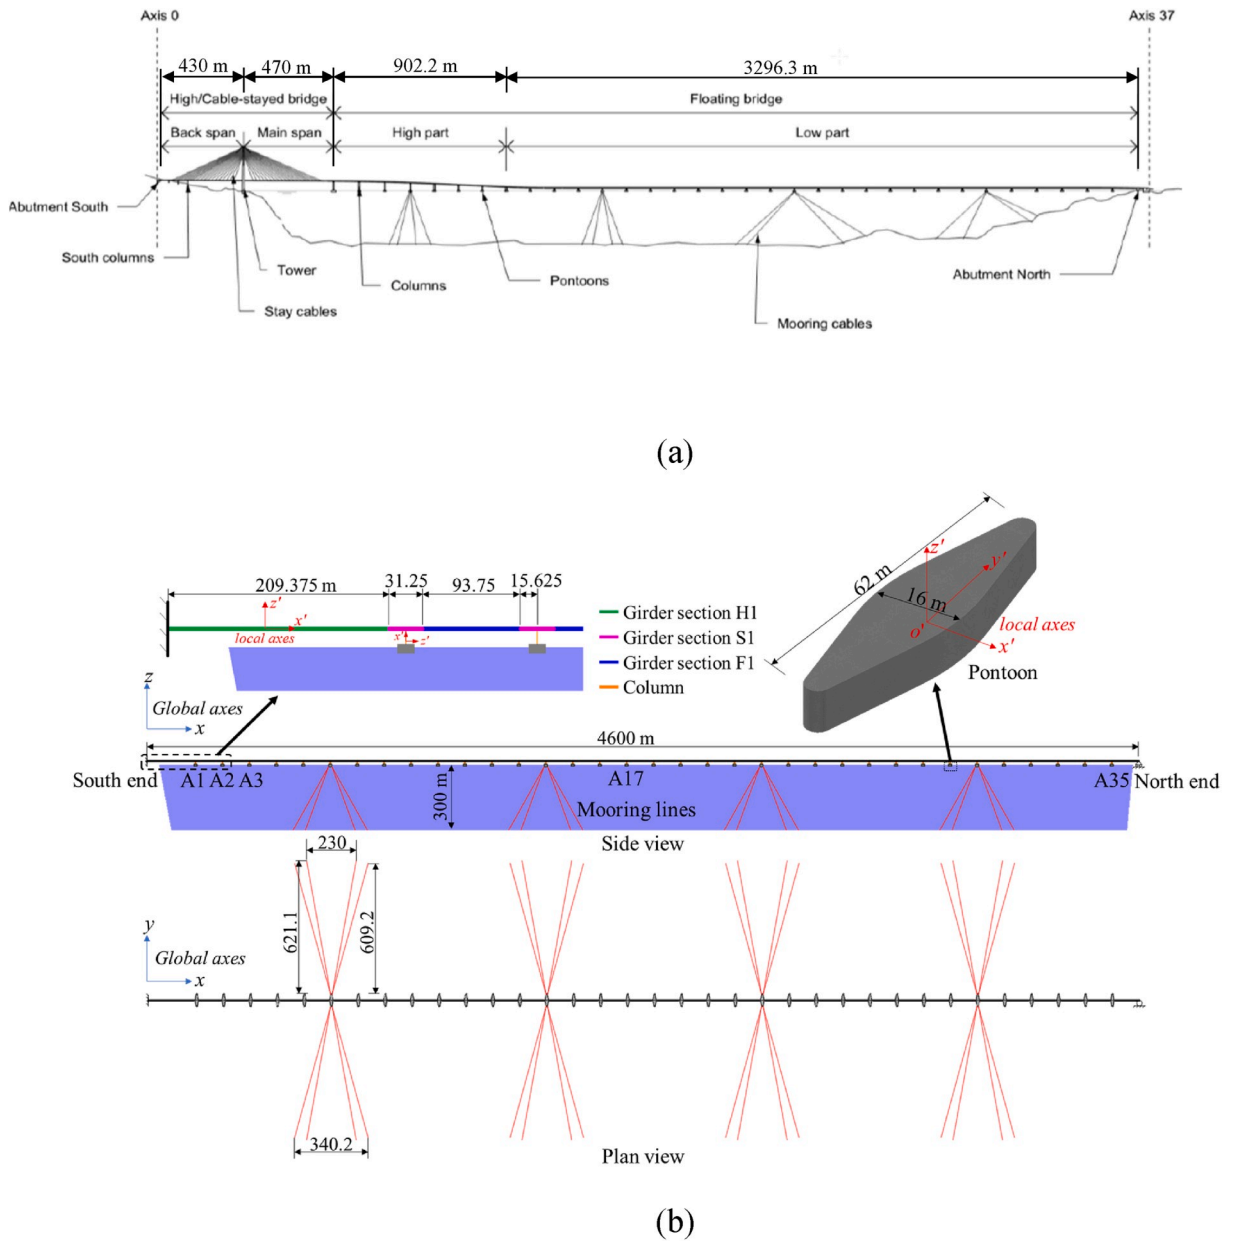 Axis 0
Axis 37
430 m
470 m
902.2 m
3296.3 m
High/Cable-stayed bridge
Floating bridge
Back span
Main span
High part
Low part
Abutment South
South columns
Tower
Stay cables
Columns
Pontoons
Mooring cables
Abutment North
(a)
209.375 m
31.25
93.75
15.625
z'
x'
local axes
x'
z'
Girder section H1
Girder section S1
Girder section F1
Column
62 m
16 m
z'
y'
o'
x'
local axes
Pontoon
z
Global axes
x
4600 m
South end
A1 A2 A3
A17
A35 North end
300 m
Mooring lines
Side view
230
621.1
609.2
y
Global axes
x
340.2
Plan view
(b)